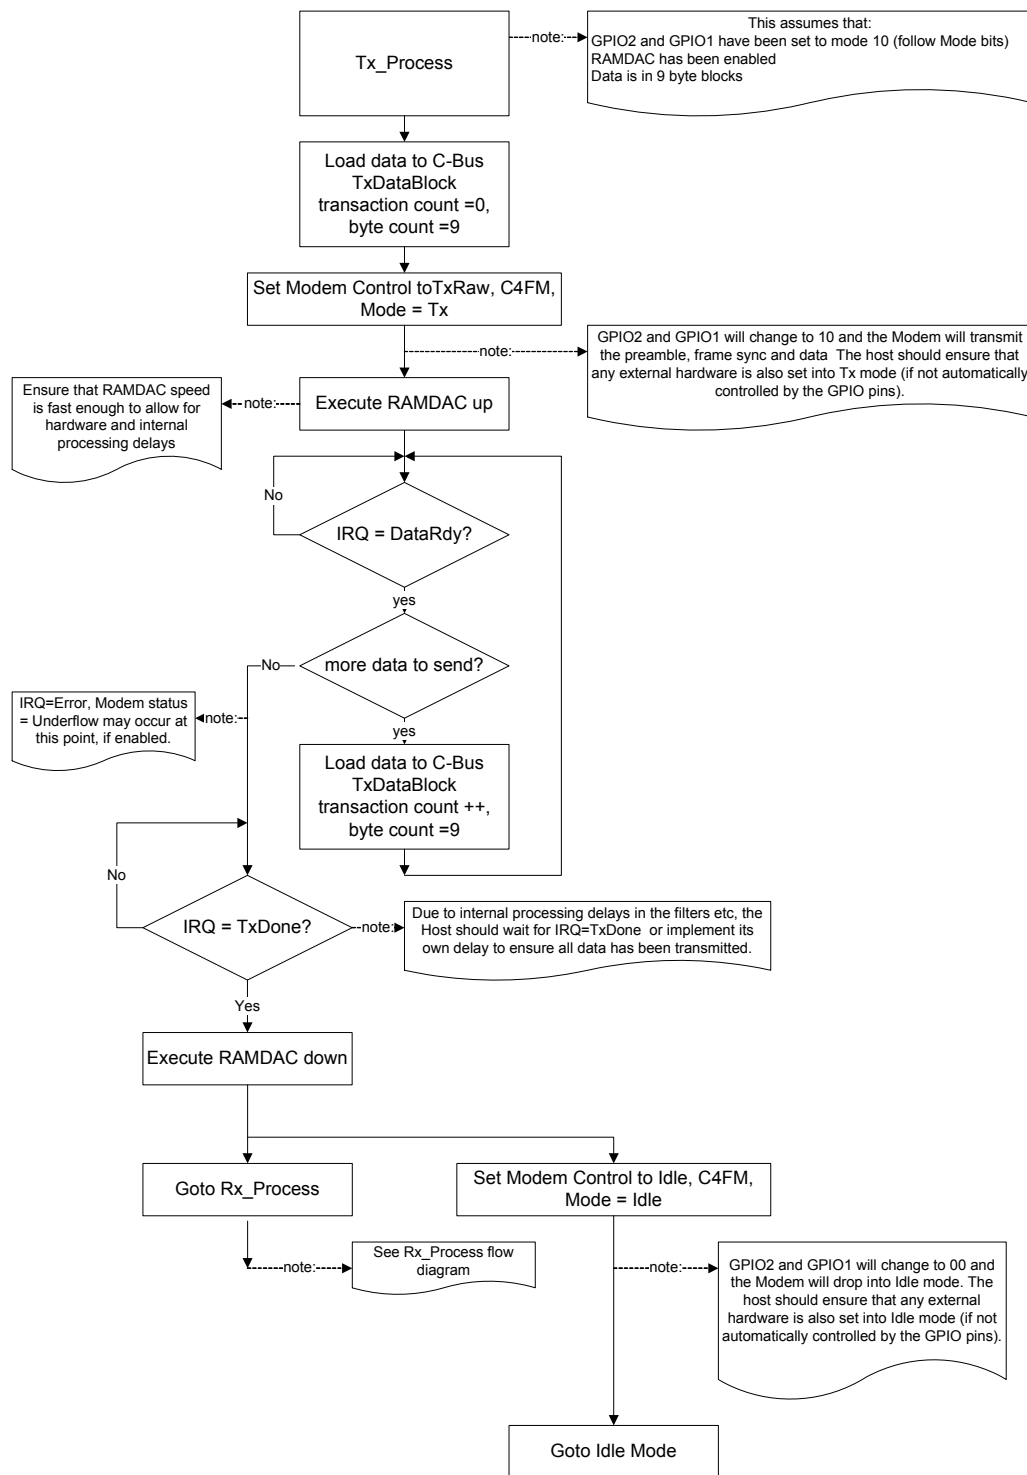 Tx_Process
note:
This assumes that:
GPIO2 and GPIO1 have been set to mode 10 (follow Mode bits)
RAMDAC has been enabled
Data is in 9 byte blocks
Load data to C-Bus
TxDataBlock
transaction count =0,
byte count =9
Set Modem Control toTxRaw, C4FM,
Mode = Tx
note:
GPIO2 and GPIO1 will change to 10 and the Modem will transmit
the preamble, frame sync and data  The host should ensure that
any external hardware is also set into Tx mode (if not automatically
controlled by the GPIO pins).
Ensure that RAMDAC speed
is fast enough to allow for
hardware and internal
processing delays
note:
Execute RAMDAC up
No
IRQ = DataRdy?
yes
more data to send?
No
IRQ=Error, Modem status
= Underflow may occur at
this point, if enabled.
note:
yes
Load data to C-Bus
TxDataBlock
transaction count ++,
byte count =9
No
IRQ = TxDone?
note:
Due to internal processing delays in the filters etc, the
Host should wait for IRQ=TxDone  or implement its
own delay to ensure all data has been transmitted.
Yes
Execute RAMDAC down
Goto Rx_Process
Set Modem Control to Idle, C4FM,
Mode = Idle
note:
See Rx_Process flow
diagram
note:
GPIO2 and GPIO1 will change to 00 and
the Modem will drop into Idle mode. The
host should ensure that any external
hardware is also set into Idle mode (if not
automatically controlled by the GPIO pins).
Goto Idle Mode